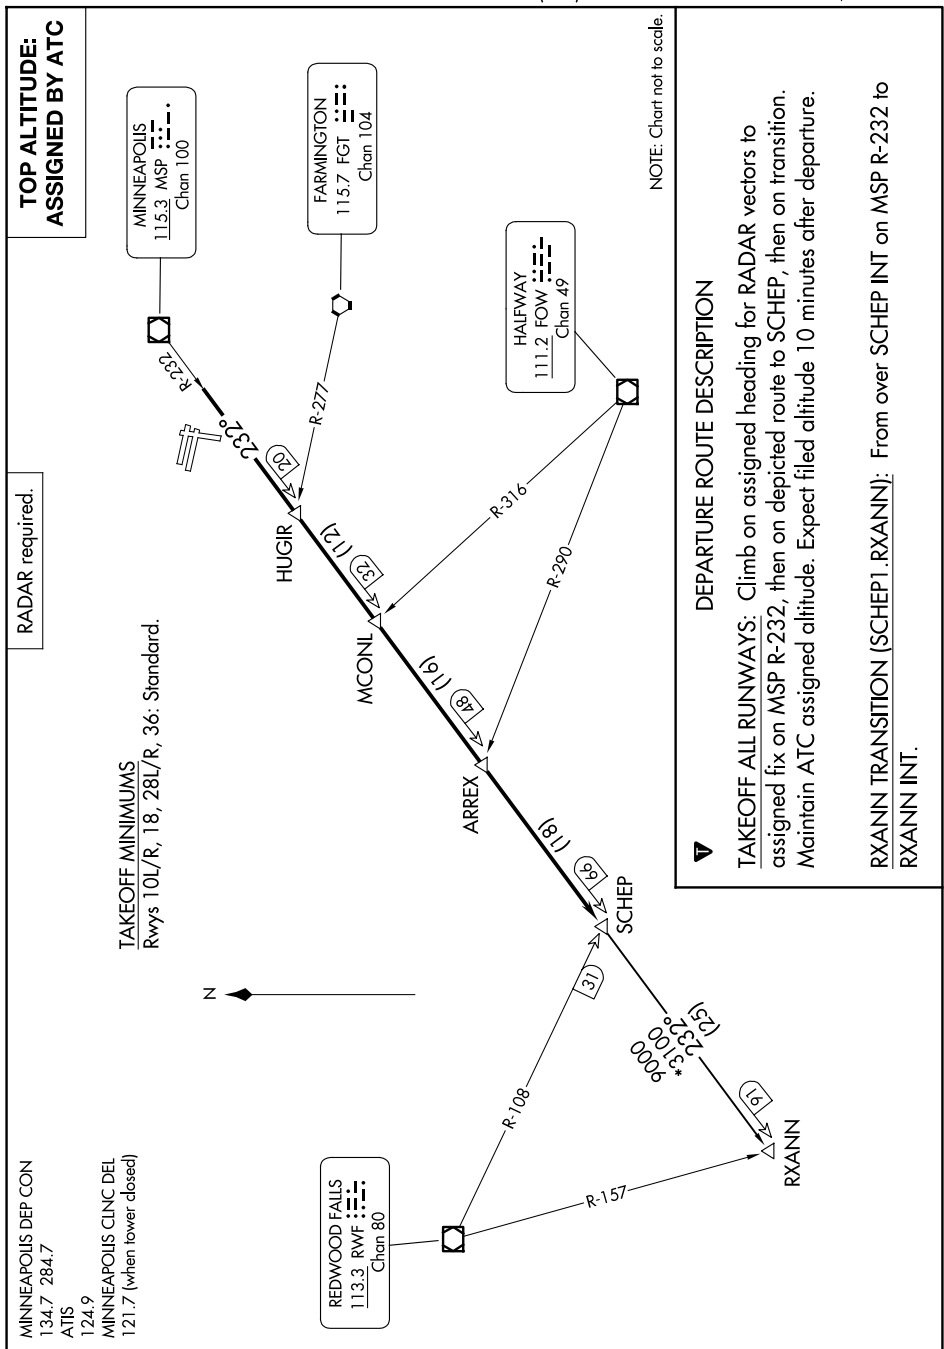 MINNEAPOLIS DEP CON
134.7 284.7
ATIS
124.9
MINNEAPOLIS CLNC DEL
121.7 (when tower closed)
RADAR required.
TOP ALTITUDE:
ASSIGNED BY ATC
TAKEOFF MINIMUMS
Rwys 10L/R, 18, 28L/R, 36: Standard.
MINNEAPOLIS
115.3 MSP
Chan 100
FARMINGTON
115.7 FGT
Chan 104
HALFWAY
111.2 FOW
Chan 49
REDWOOD FALLS
113.3 RWF
Chan 80
N
R-232
232°
R-277
20
HUGIR
(12)
32
MCONL
R-316
(16)
48
ARREX
R-290
(18)
66
SCHEP
31
R-108
9000
*3100
232°
(25)
91
RXANN
R-157
NOTE: Chart not to scale.
DEPARTURE ROUTE DESCRIPTION
T
TAKEOFF ALL RUNWAYS: Climb on assigned heading for RADAR vectors to
assigned fix on MSP R-232, then on depicted route to SCHEP, then on transition.
Maintain ATC assigned altitude. Expect filed altitude 10 minutes after departure.
RXANN TRANSITION (SCHEP1.RXANN): From over SCHEP INT on MSP R-232 to
RXANN INT.